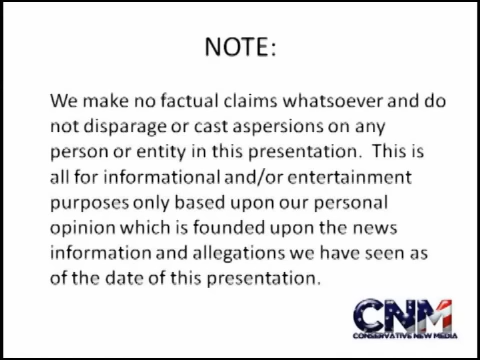 NOTE:
We make no factual claims whatsoever and do
not disparage or cast aspersions on any
person or entity in this presentation.  This is
all for informational and/or entertainment
purposes only based upon our personal
opinion which is founded upon the news
information and allegations we have seen as
of the date of this presentation.
CNM
CONSERVATIVE NEW MEDIA